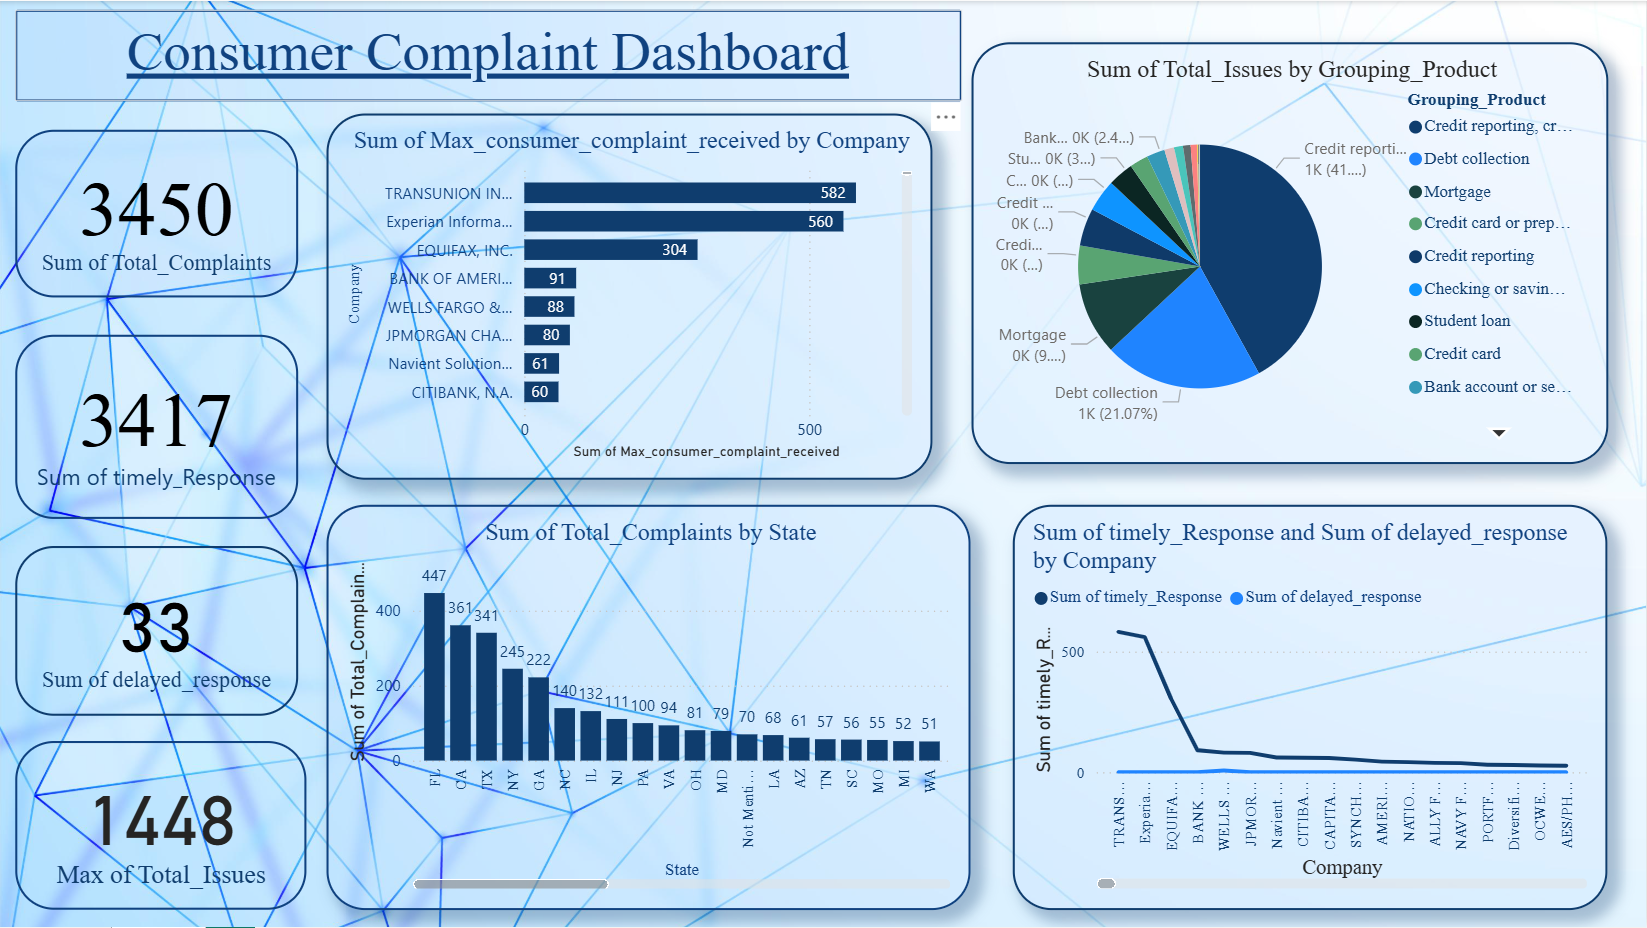 Consumer Complaint Dashboard
3450
Sum of Total_Complaints
3417
Sum of timely_Response
33
Sum of delayed_response
1448
Max of Total_Issues
Sum of Max_consumer_complaint_received by Company
Company
TRANSUNION IN... 582
Experian Informa... 560
EQUIFAX, INC. 304
BANK OF AMERI... 91
WELLS FARGO &... 88
JPMORGAN CHA... 80
Navient Solution... 61
CITIBANK, N.A. 60
0 500
Sum of Max_consumer_complaint_received
Sum of Total_Issues by Grouping_Product
Bank... 0K (2.4...)
Stu... 0K (3...)
C... 0K (...)
Credit ...
0K (...)
Credi...
0K (...)
Mortgage
0K (9....)
Debt collection
1K (21.07%)
Credit reporti...
1K (41....)
Grouping_Product
Credit reporting, cr...
Debt collection
Mortgage
Credit card or prep...
Credit reporting
Checking or savin...
Student loan
Credit card
Bank account or se...
Sum of Total_Complaints by State
Sum of Total_Complain...
400
200
0
447 361 341 245 222 140 132 111 100 94 81 79 70 68 61 57 56 55 52 51
FL CA TX NY GA NC IL NJ PA VA OH MD Not Menti... LA AZ TN SC MO MI WA
State
Sum of timely_Response and Sum of delayed_response
by Company
Sum of timely_Response Sum of delayed_response
Sum of timely_R...
500
0
TRANS... Experia... EQUIFA... BANK ... WELLS ... JPMOR... Navient ... CITIBA... CAPITA... SYNCH... AMERI... NATIO... ALLY F... NAVY F... PORTF... Diversifi... OCWE... AES/PH...
Company